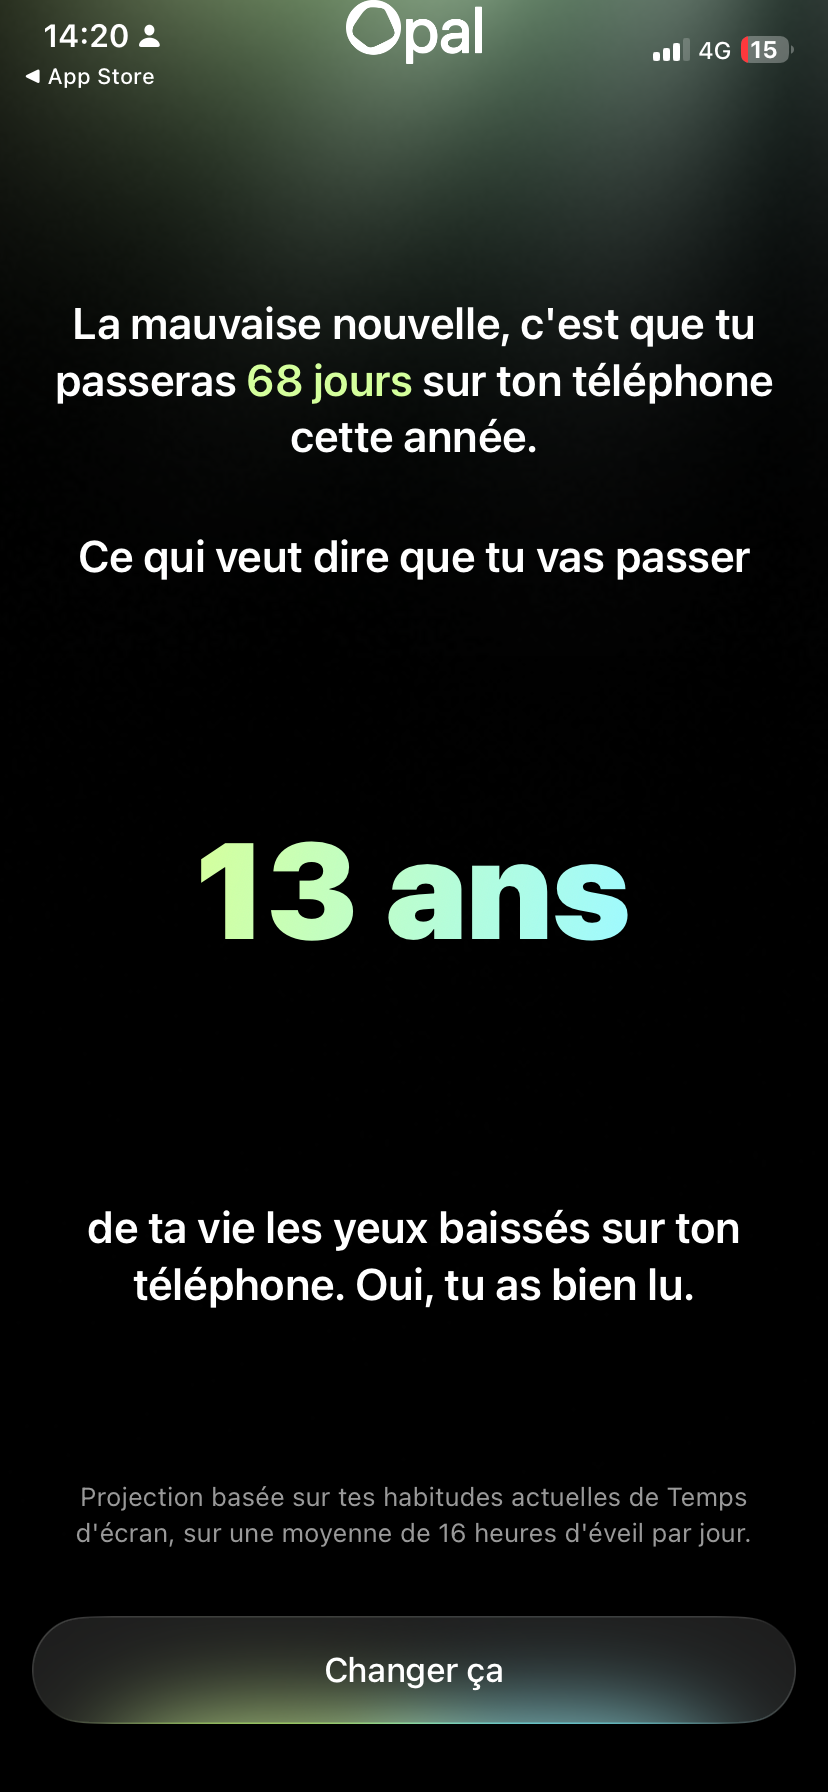 14:20
Opal
4G
15
App Store
La mauvaise nouvelle, c'est que tu
passeras 68 jours sur ton téléphone
cette année.
Ce qui veut dire que tu vas passer
13 ans
de ta vie les yeux baissés sur ton
téléphone. Oui, tu as bien lu.
Projection basée sur tes habitudes actuelles de Temps
d'écran, sur une moyenne de 16 heures d'éveil par jour.
Changer ça